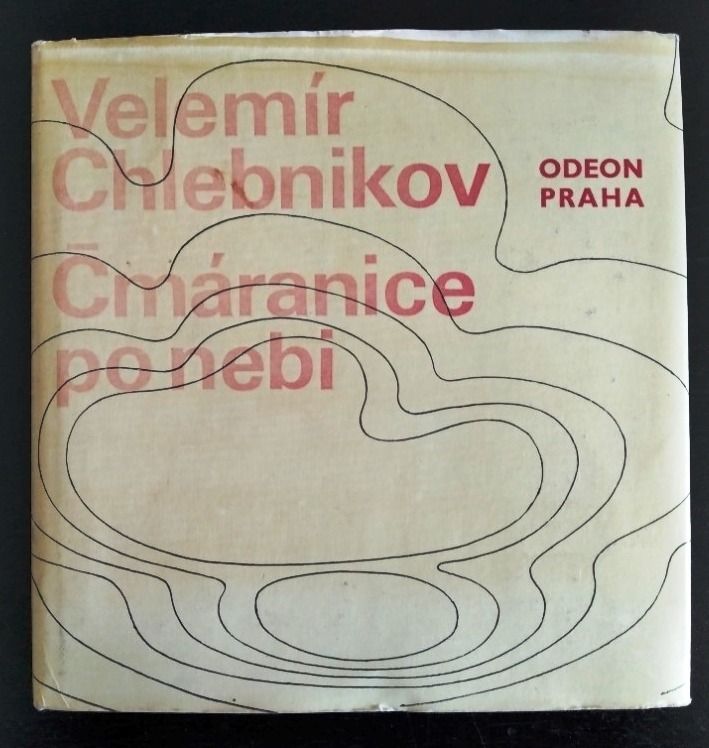 Velemír
Chlebnikov
Čmáranice
po nebi
ODEON
PRAHA